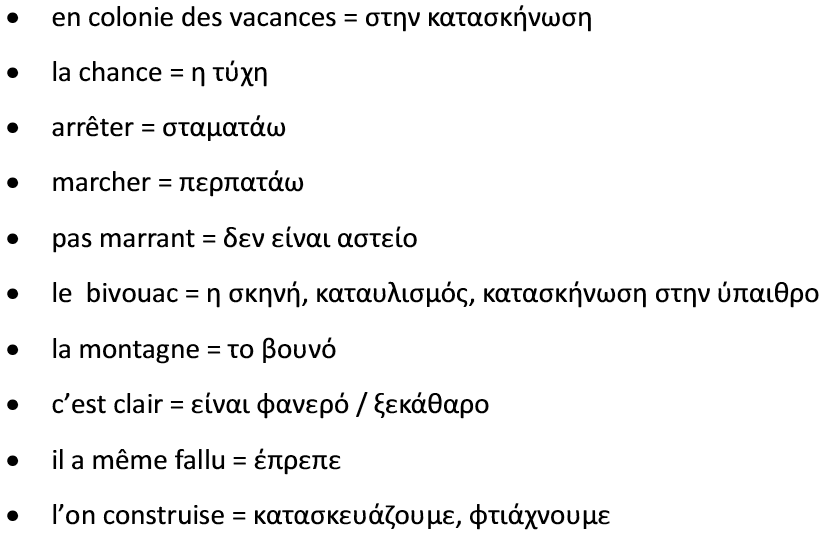 • en colonie des vacances = στην κατασκήνωση
• la chance = η τύχη
• arrêter = σταματάω
• marcher = περπατάω
• pas marrant = δεν είναι αστείο
• le  bivouac = η σκηνή, καταυλισμός, κατασκήνωση στην ύπαιθρο
• la montagne = το βουνό
• c’est clair = είναι φανερό / ξεκάθαρο
• il a même fallu = έπρεπε
• l’on construise = κατασκευάζουμε, φτιάχνουμε